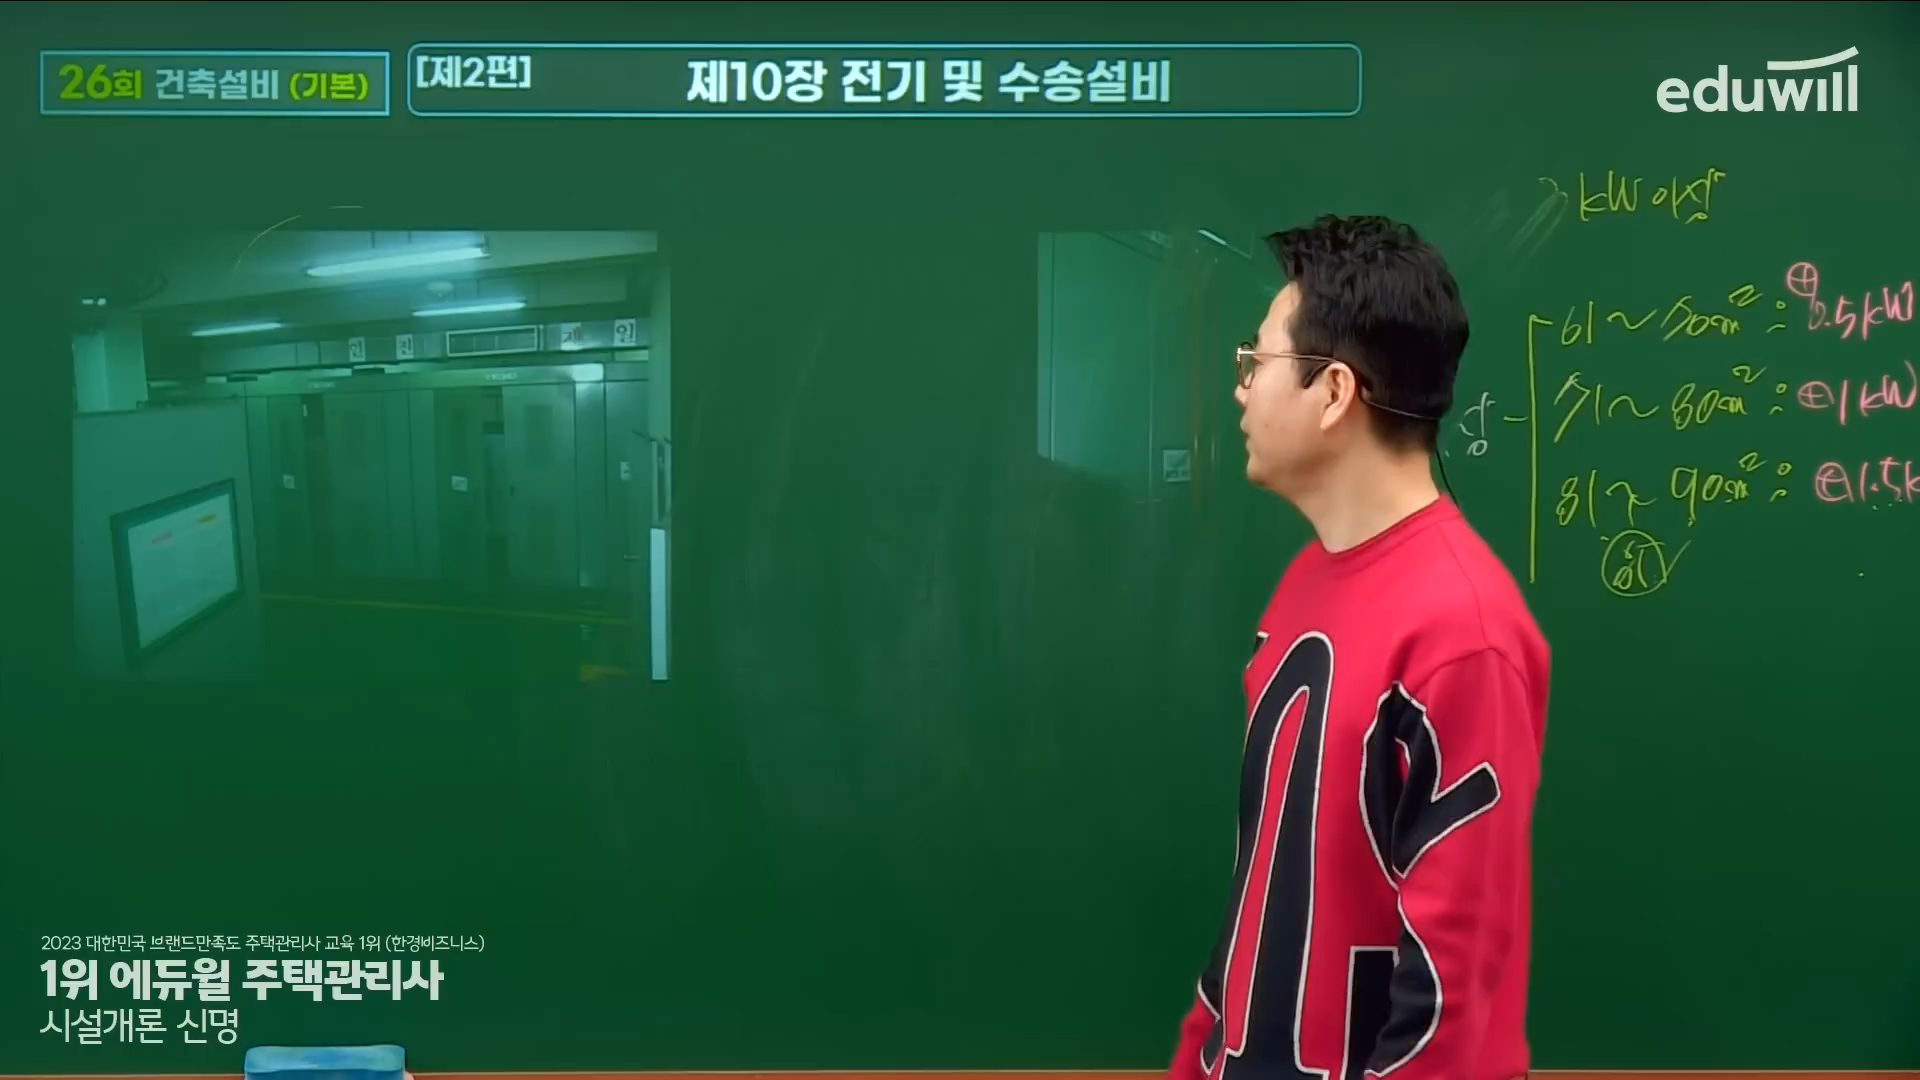 26회 건축설비 (기본)
[제2편]
제10장 전기 및 수송설비
eduwill
kW 이상
61~70m² : ⊕0.5kW
71~80m² : ⊕1kW
81~90m² : ⊕1.5k
상
2023 대한민국 브랜드만족도 주택관리사 교육 1위 (한경비즈니스)
1위 에듀윌 주택관리사
시설개론 신명